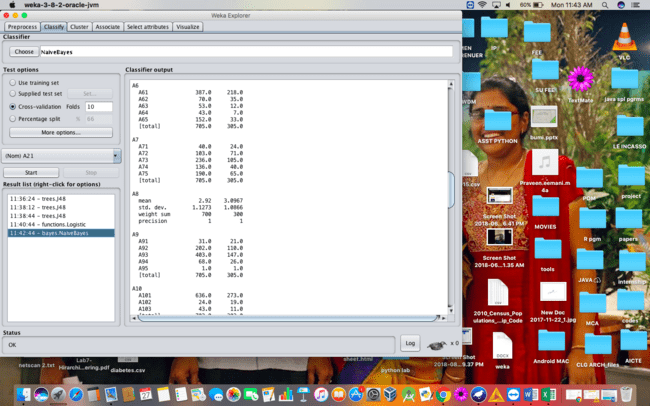 weka-3-8-2-oracle-jvm
60%
Mon 11:43 AM
Weka Explorer
Preprocess Classify Cluster Associate Select attributes Visualize
Classifier
Choose NaiveBayes
Test options
Use training set
Supplied test set Set...
Cross-validation Folds 10
Percentage split % 66
More options...
(Nom) A21
Start Stop
Result list (right-click for options)
11:36:24 - trees.J48
11:38:12 - trees.J48
11:38:44 - trees.J48
11:40:44 - functions.Logistic
11:42:44 - bayes.NaiveBayes
Classifier output
A6
A61 387.0 218.0
A62 70.0 35.0
A63 53.0 12.0
A64 43.0 7.0
A65 152.0 33.0
[total] 705.0 305.0
A7
A71 40.0 24.0
A72 103.0 71.0
A73 236.0 105.0
A74 136.0 40.0
A75 190.0 65.0
[total] 705.0 305.0
A8
mean 2.92 3.0967
std. dev. 1.1273 1.0866
weight sum 700 300
precision 1 1
A9
A91 31.0 21.0
A92 202.0 110.0
A93 403.0 147.0
A94 68.0 26.0
A95 1.0 1.0
[total] 705.0 305.0
A10
A101 636.0 273.0
A102 24.0 19.0
A103 43.0 11.0
Status
OK
Log
x 0
FEE
VLC
SU FEE
TestMate
java spl pgrms
ASST PYTHON
bumi.pptx
LE INCASSO
15.csv
Praveen.eemani.m4a
PDM
project
Screen Shot 2018-06...6.41 PM
MOVIES
R pgm
papers
Screen Shot 2018-06...1.35 AM
tools
JAVA
internship
2010_Census_Populations_...ip_Code
New Doc 2017-11-22_1.jpg
MCA
codes
weka
Android MAC
CLG ARCH_files
AICTE
netscan 2.txt
Lab7-Hirarchi...ering.pdf
diabetes.csv
sheet.html
python lab
Screen Shot 2018-06...9.37 PM